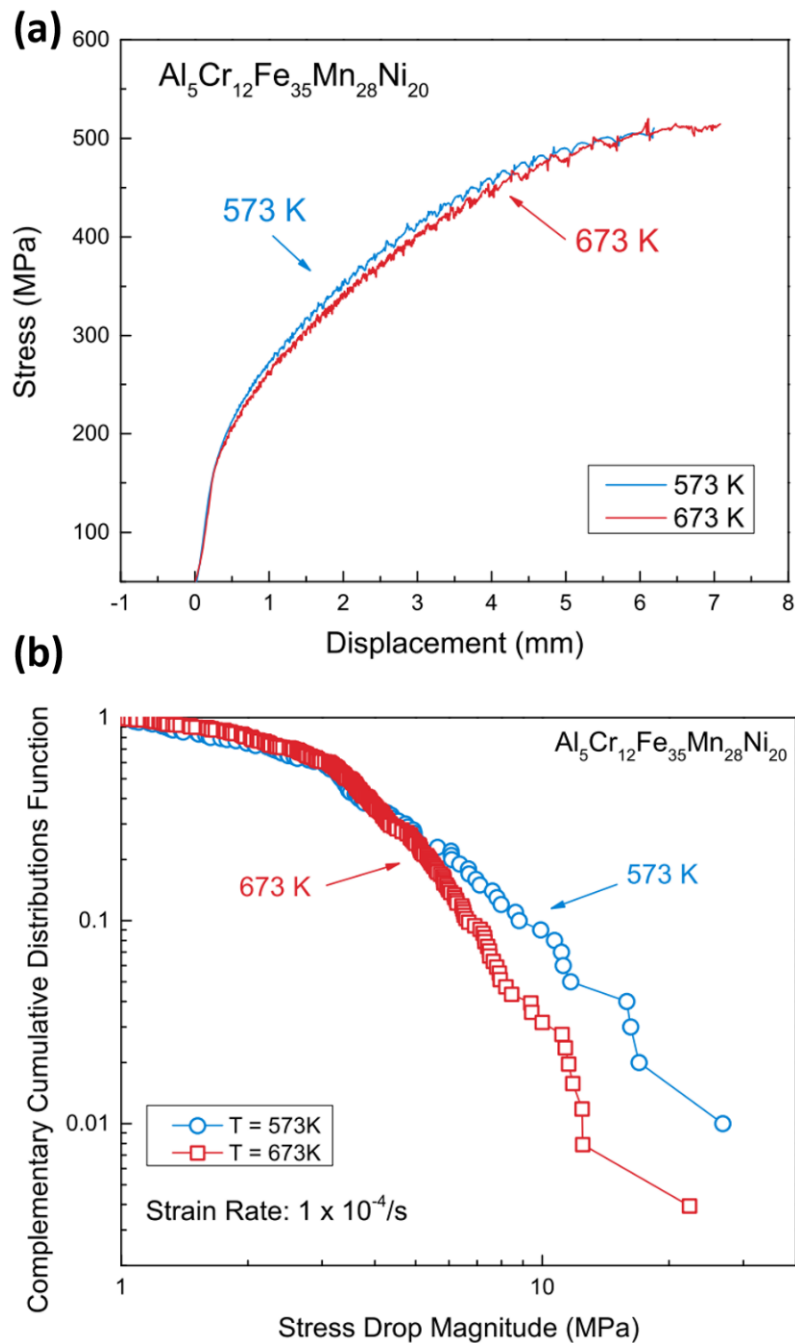 (a)
600
500
400
300
200
100
Stress (MPa)
Al₅Cr₁₂Fe₃₅Mn₂₈Ni₂₀
573 K
673 K
573 K
673 K
-1 0 1 2 3 4 5 6 7 8
Displacement (mm)
(b)
1
0.1
0.01
Complementary Cumulative Distributions Function
Al₅Cr₁₂Fe₃₅Mn₂₈Ni₂₀
673 K
573 K
T = 573K
T = 673K
Strain Rate: 1 x 10⁻⁴/s
1 10
Stress Drop Magnitude (MPa)